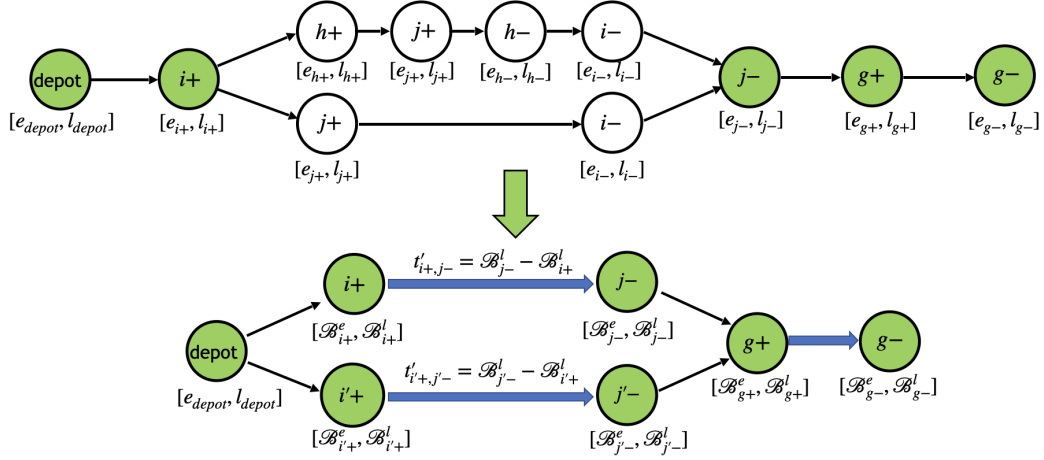 h+ j+ h− i−
[e_{h+}, l_{h+}] [e_{j+}, l_{j+}] [e_{h−}, l_{h−}] [e_{i−}, l_{i−}]
depot i+ j− g+ g−
[e_{depot}, l_{depot}] [e_{i+}, l_{i+}] [e_{j−}, l_{j−}] [e_{g+}, l_{g+}] [e_{g−}, l_{g−}]
j+ i−
[e_{j+}, l_{j+}] [e_{i−}, l_{i−}]
t′_{i+,j−} = ℬ^l_{j−} − ℬ^l_{i+}
i+ j−
[ℬ^e_{i+}, ℬ^l_{i+}] [ℬ^e_{j−}, ℬ^l_{j−}]
depot g+ g−
[e_{depot}, l_{depot}] [ℬ^e_{g+}, ℬ^l_{g+}] [ℬ^e_{g−}, ℬ^l_{g−}]
t′_{i′+,j′−} = ℬ^l_{j′−} − ℬ^l_{i′+}
i′+ j′−
[ℬ^e_{i′+}, ℬ^l_{i′+}] [ℬ^e_{j′−}, ℬ^l_{j′−}]